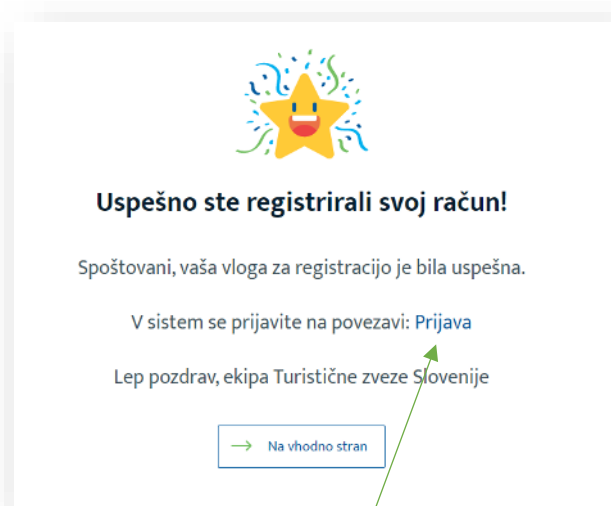 Uspešno ste registrirali svoj račun!
Spoštovani, vaša vloga za registracijo je bila uspešna.
V sistem se prijavite na povezavi: Prijava
Lep pozdrav, ekipa Turistične zveze Slovenije
Na vhodno stran